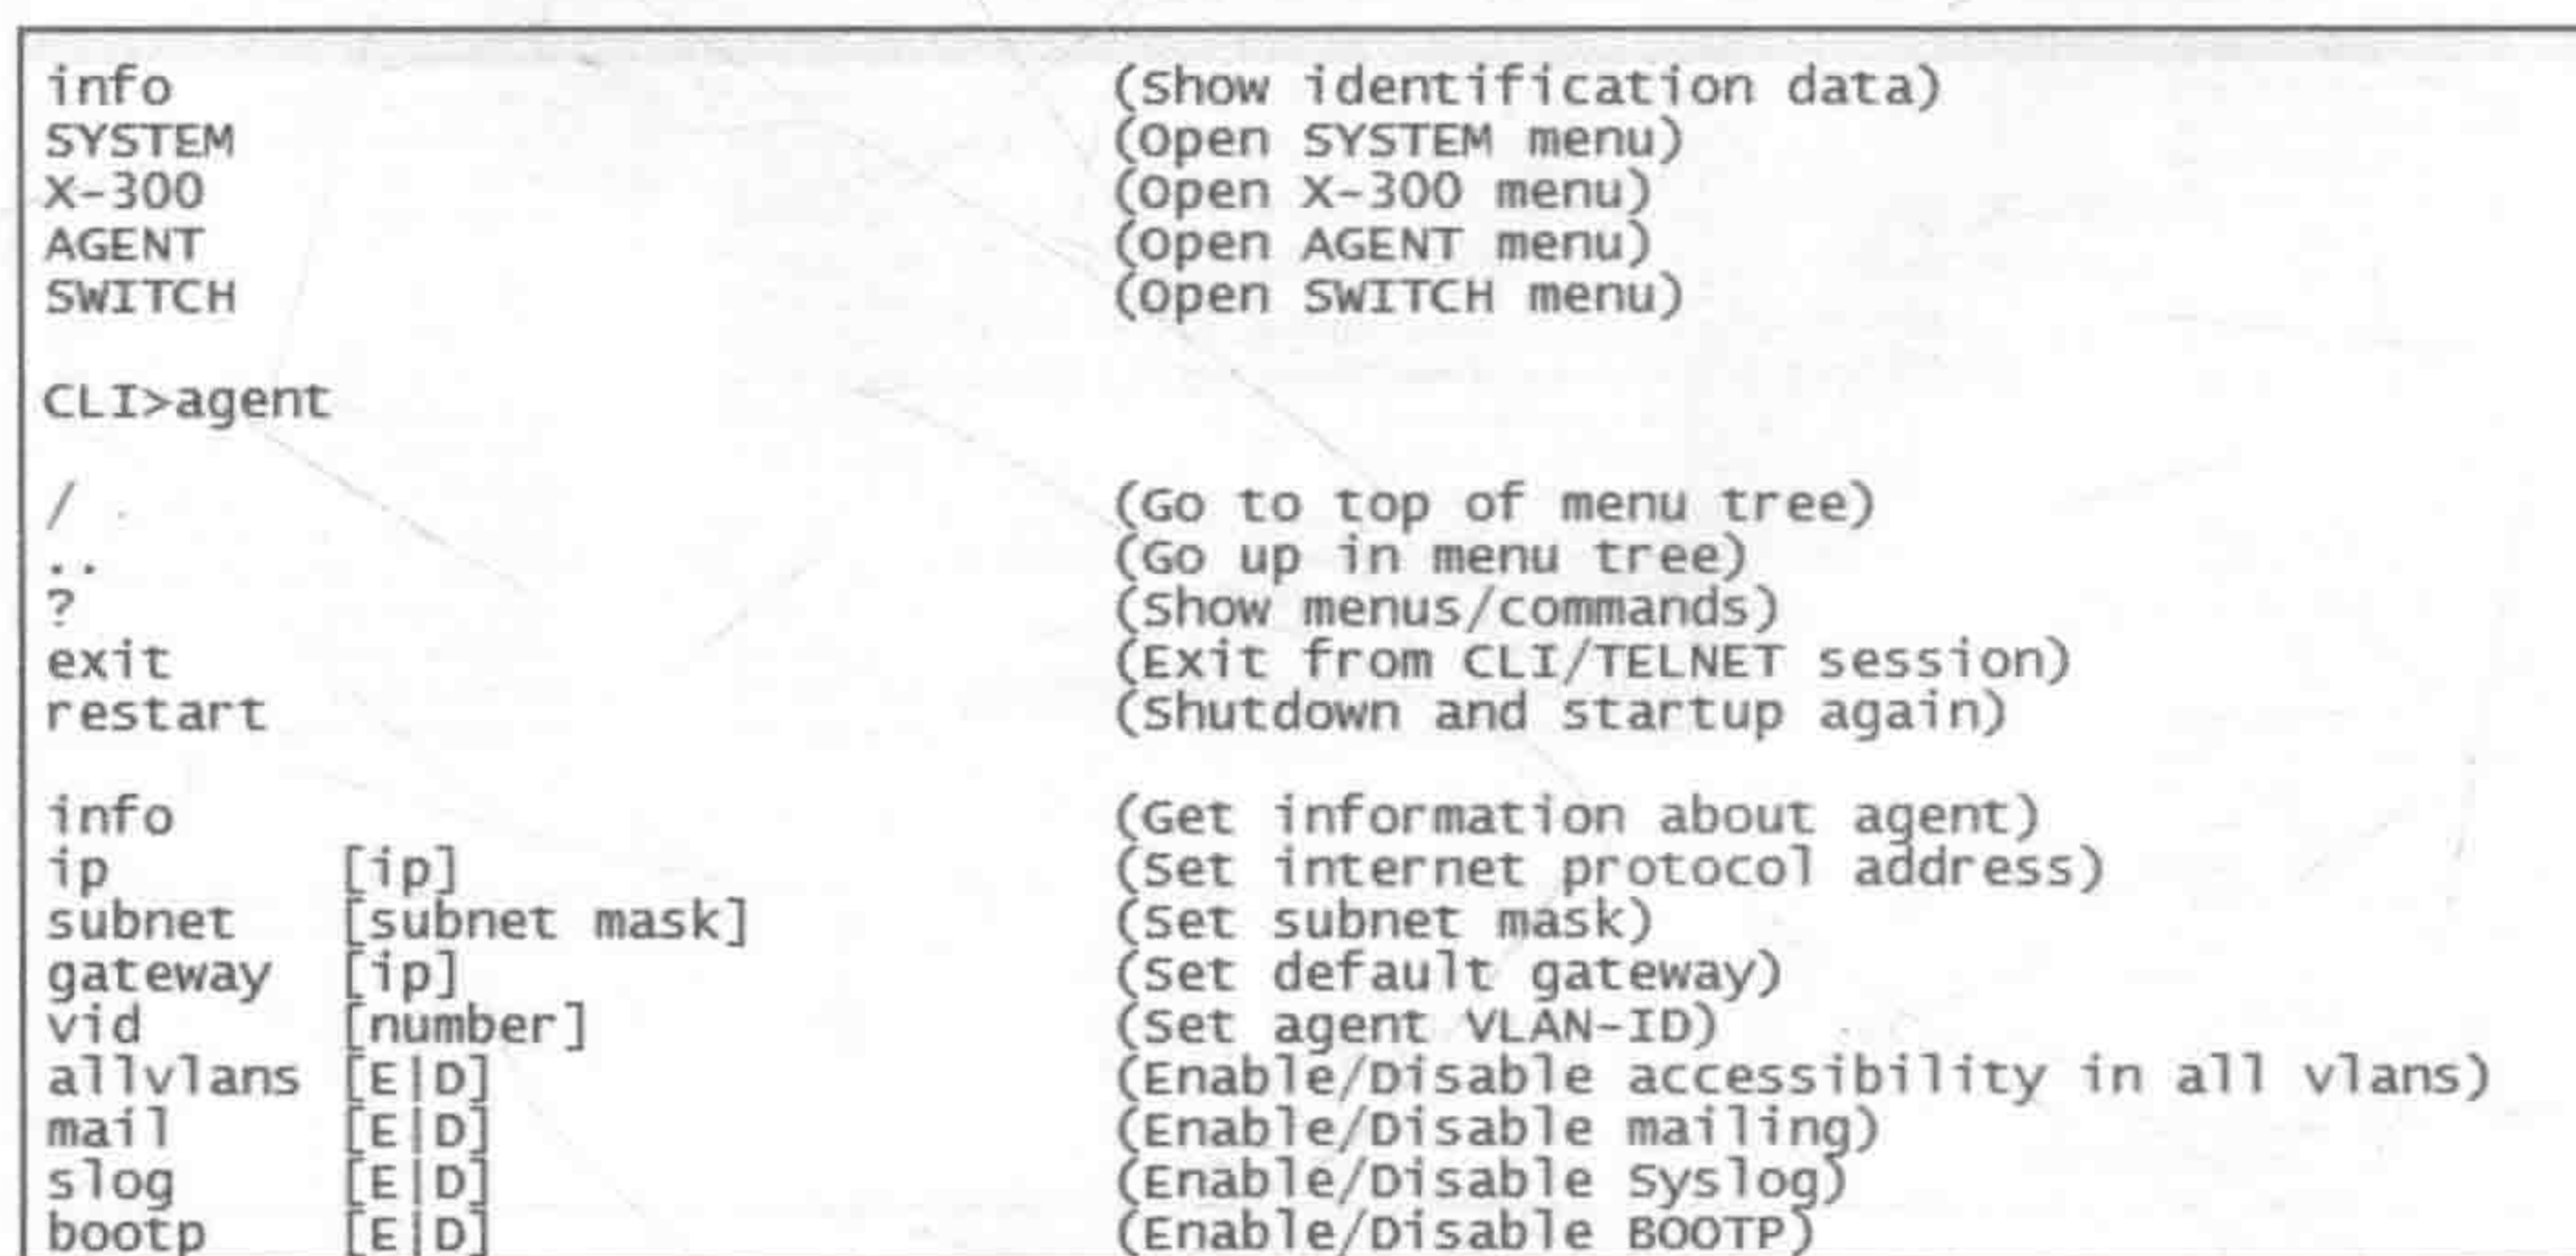 info (Show identification data)
SYSTEM (Open SYSTEM menu)
X-300 (Open X-300 menu)
AGENT (Open AGENT menu)
SWITCH (Open SWITCH menu)
CLI>agent
/ (Go to top of menu tree)
.. (Go up in menu tree)
? (Show menus/commands)
exit (Exit from CLI/TELNET session)
restart (Shutdown and startup again)
info (Get information about agent)
ip [ip] (Set internet protocol address)
subnet [subnet mask] (Set subnet mask)
gateway [ip] (Set default gateway)
vid [number] (Set agent VLAN-ID)
allvlans [E|D] (Enable/Disable accessibility in all vlans)
mail [E|D] (Enable/Disable mailing)
slog [E|D] (Enable/Disable Syslog)
bootp [E|D] (Enable/Disable BOOTP)